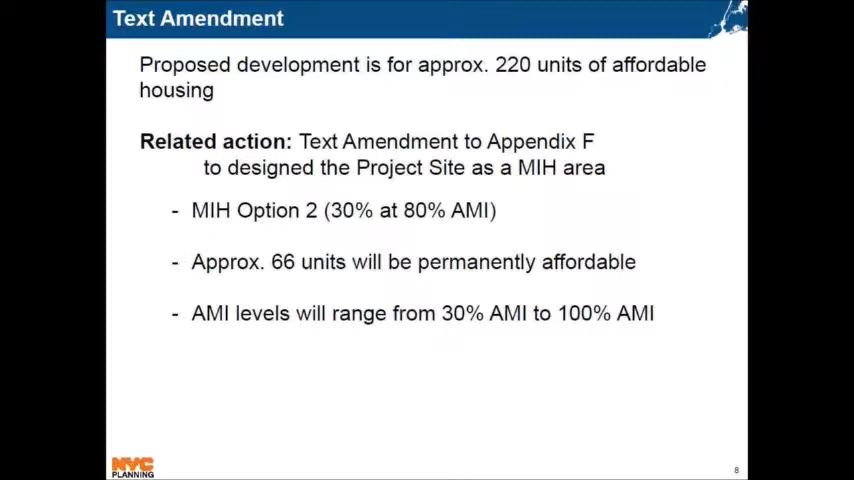 Text Amendment
Proposed development is for approx. 220 units of affordable
housing
Related action: Text Amendment to Appendix F
to designed the Project Site as a MIH area
- MIH Option 2 (30% at 80% AMI)
- Approx. 66 units will be permanently affordable
- AMI levels will range from 30% AMI to 100% AMI
NYC
PLANNING
8